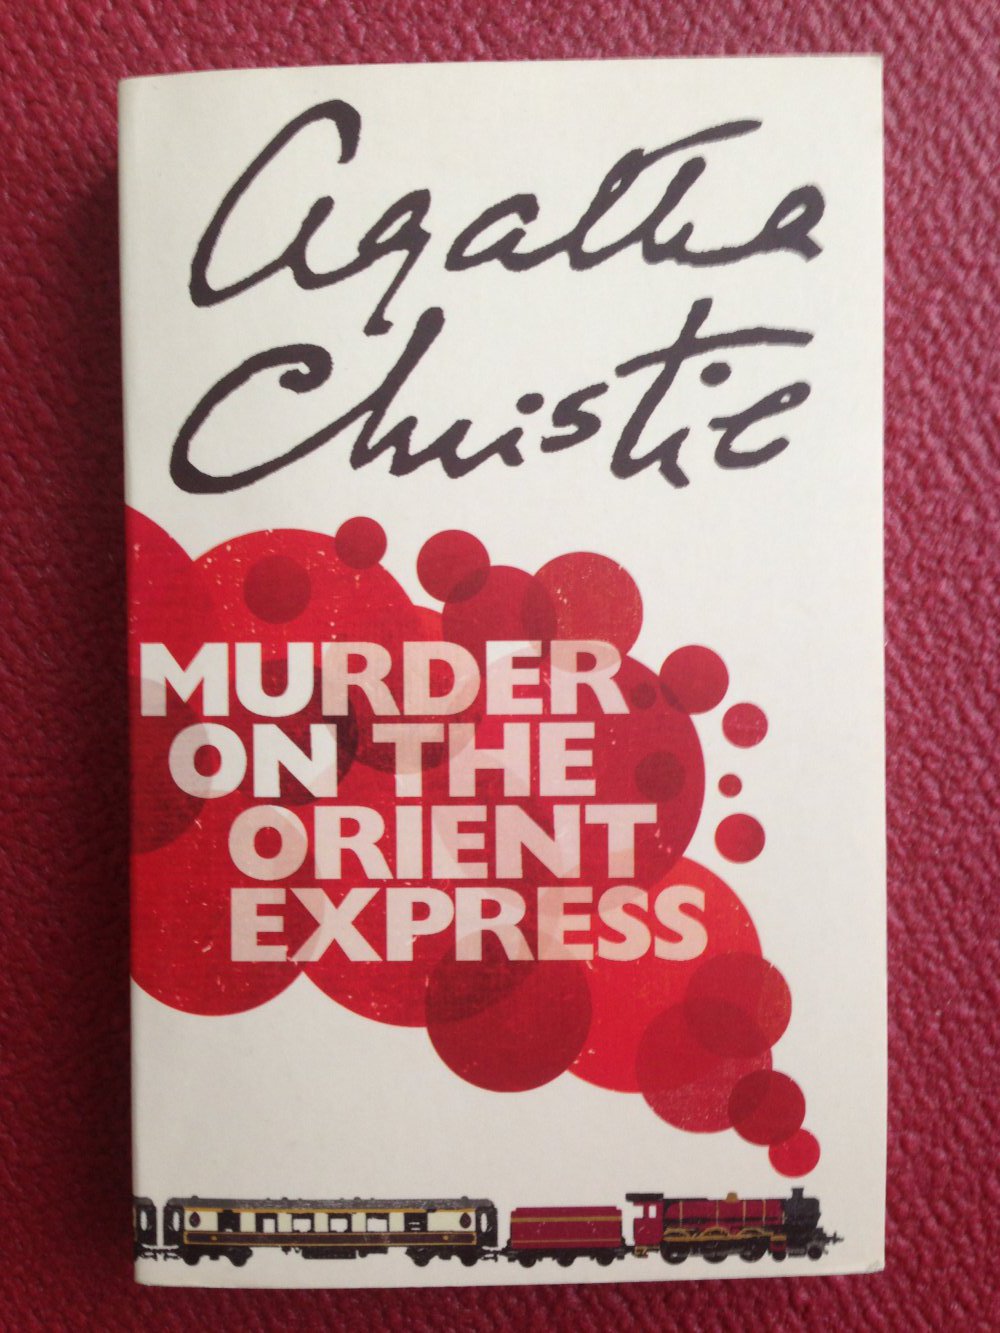 Agatha
Christie
MURDER
ON THE
ORIENT
EXPRESS